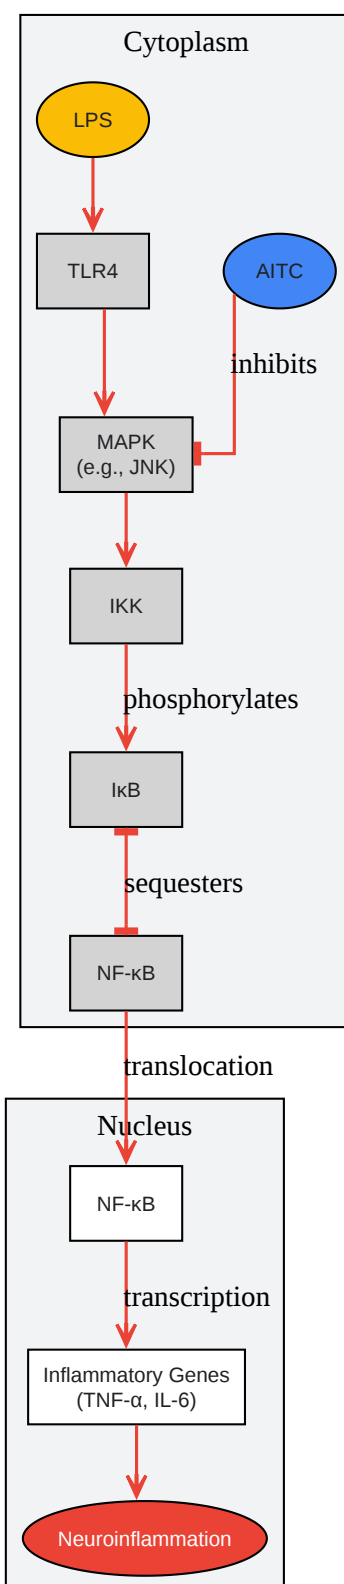 Cytoplasm
LPS
TLR4
AITC
inhibits
MAPK
(e.g., JNK)
IKK
phosphorylates
IκB
sequesters
NF-κB
translocation
Nucleus
NF-κB
transcription
Inflammatory Genes
(TNF-α, IL-6)
Neuroinflammation